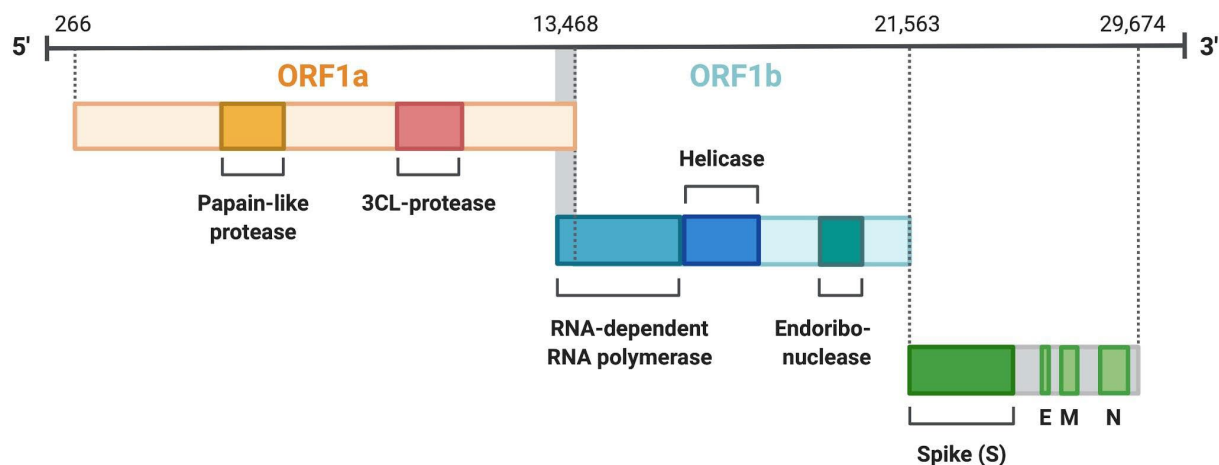 266
13,468
21,563
29,674
5'
3'
ORF1a
ORF1b
Helicase
Papain-like
protease
3CL-protease
RNA-dependent
RNA polymerase
Endoribo-
nuclease
E M N
Spike (S)